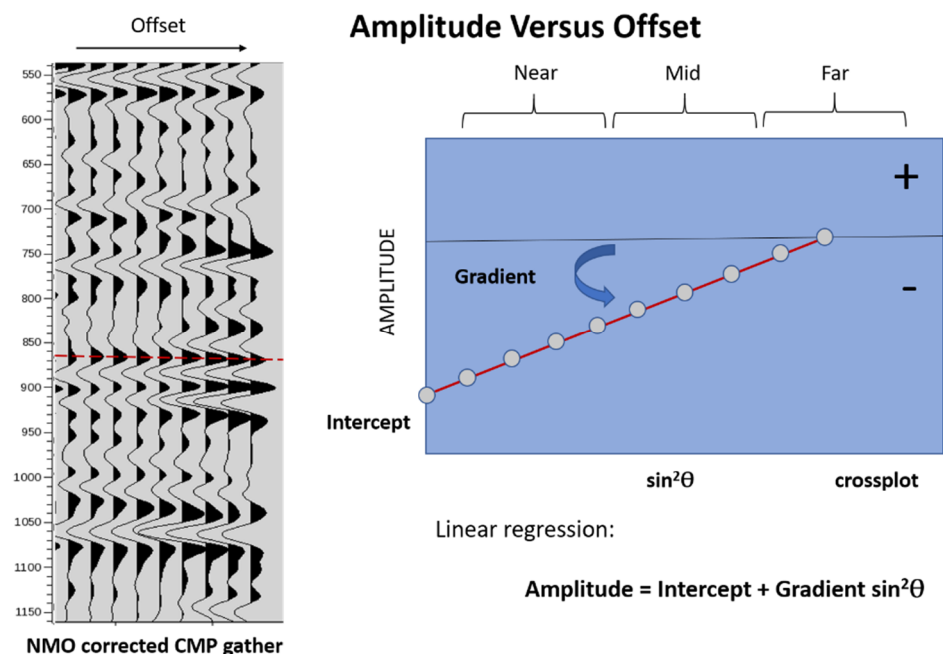 Amplitude Versus Offset
Offset
550
600
650
700
750
800
850
900
950
1000
1050
1100
1150
NMO corrected CMP gather
Near Mid Far
+
-
AMPLITUDE
Gradient
Intercept
sin²θ crossplot
Linear regression:
Amplitude = Intercept + Gradient sin²θ